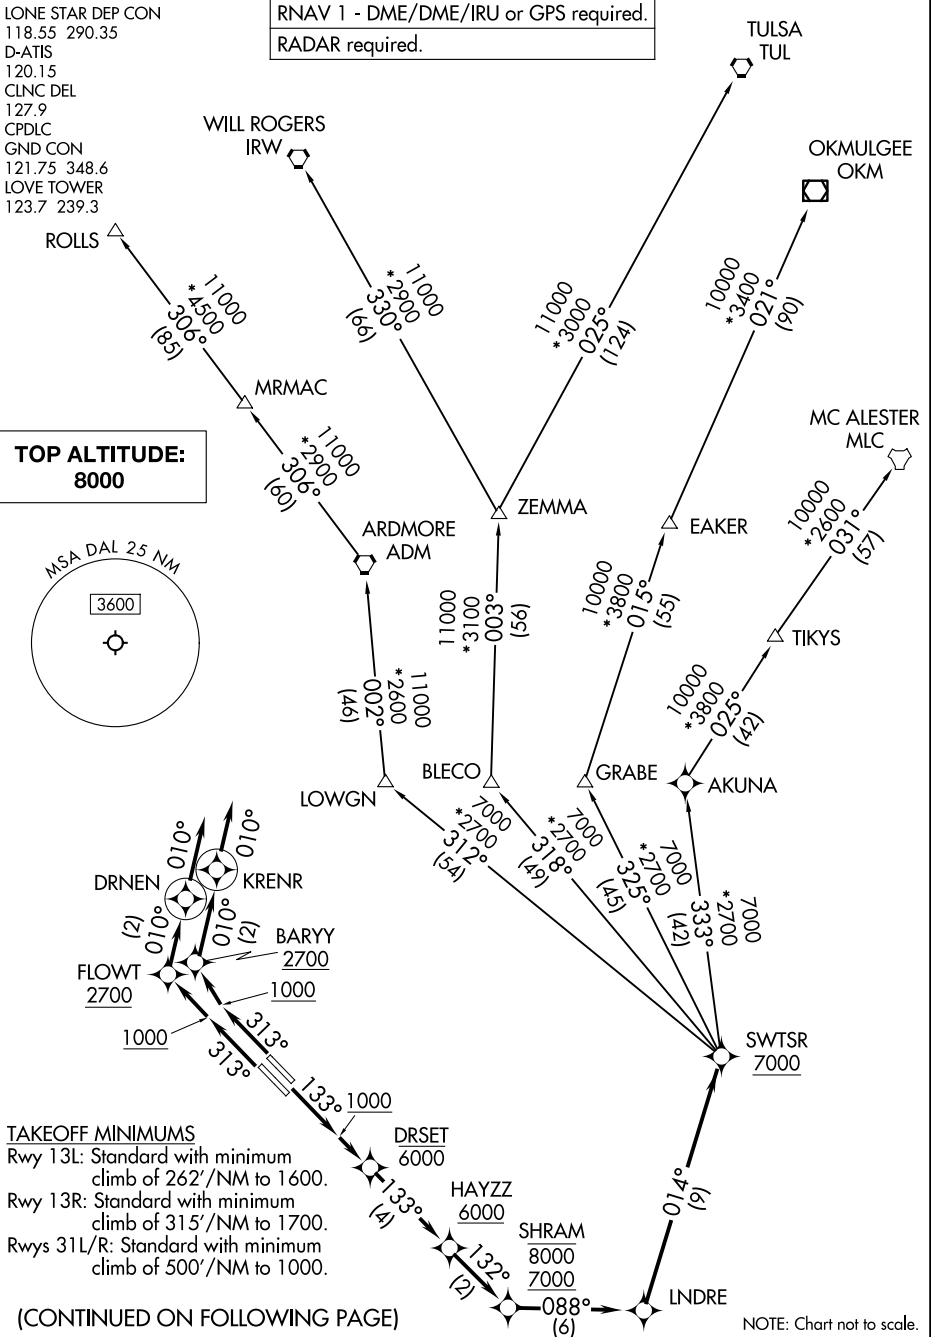 LONE STAR DEP CON
118.55 290.35
D-ATIS
120.15
CLNC DEL
127.9
CPDLC
GND CON
121.75 348.6
LOVE TOWER
123.7 239.3
RNAV 1 - DME/DME/IRU or GPS required.
RADAR required.
TULSA
TUL
WILL ROGERS
IRW
OKMULGEE
OKM
ROLLS
11000
*4500
306°
(85)
11000
*2900
330°
(66)
11000
*3000
025°
(124)
10000
*3400
021°
(90)
MRMAC
MC ALESTER
MLC
TOP ALTITUDE:
8000
11000
*2900
306°
(60)
ARDMORE
ADM
ZEMMA
EAKER
10000
*2600
031°
(57)
MSA DAL 25 NM
3600
11000
*3100
003°
(56)
10000
*3800
015°
(55)
TIKYS
11000
*2600
002°
(46)
10000
*3800
025°
(42)
LOWGN
BLECO
GRABE
AKUNA
7000
*2700
312°
(54)
7000
*2700
318°
(49)
7000
*2700
325°
(45)
7000
*2700
333°
(42)
7000
010°
010°
DRNEN
KRENR
010°
(2)
010°
(2)
BARYY
2700
FLOWT
2700
1000
1000
313°
313°
SWTSR
7000
133°
1000
DRSET
6000
TAKEOFF MINIMUMS
Rwy 13L: Standard with minimum
climb of 262'/NM to 1600.
Rwy 13R: Standard with minimum
climb of 315'/NM to 1700.
Rwys 31L/R: Standard with minimum
climb of 500'/NM to 1000.
133°
(4)
HAYZZ
6000
132°
(2)
SHRAM
8000
7000
088°
(6)
014°
(9)
LNDRE
(CONTINUED ON FOLLOWING PAGE)
NOTE: Chart not to scale.